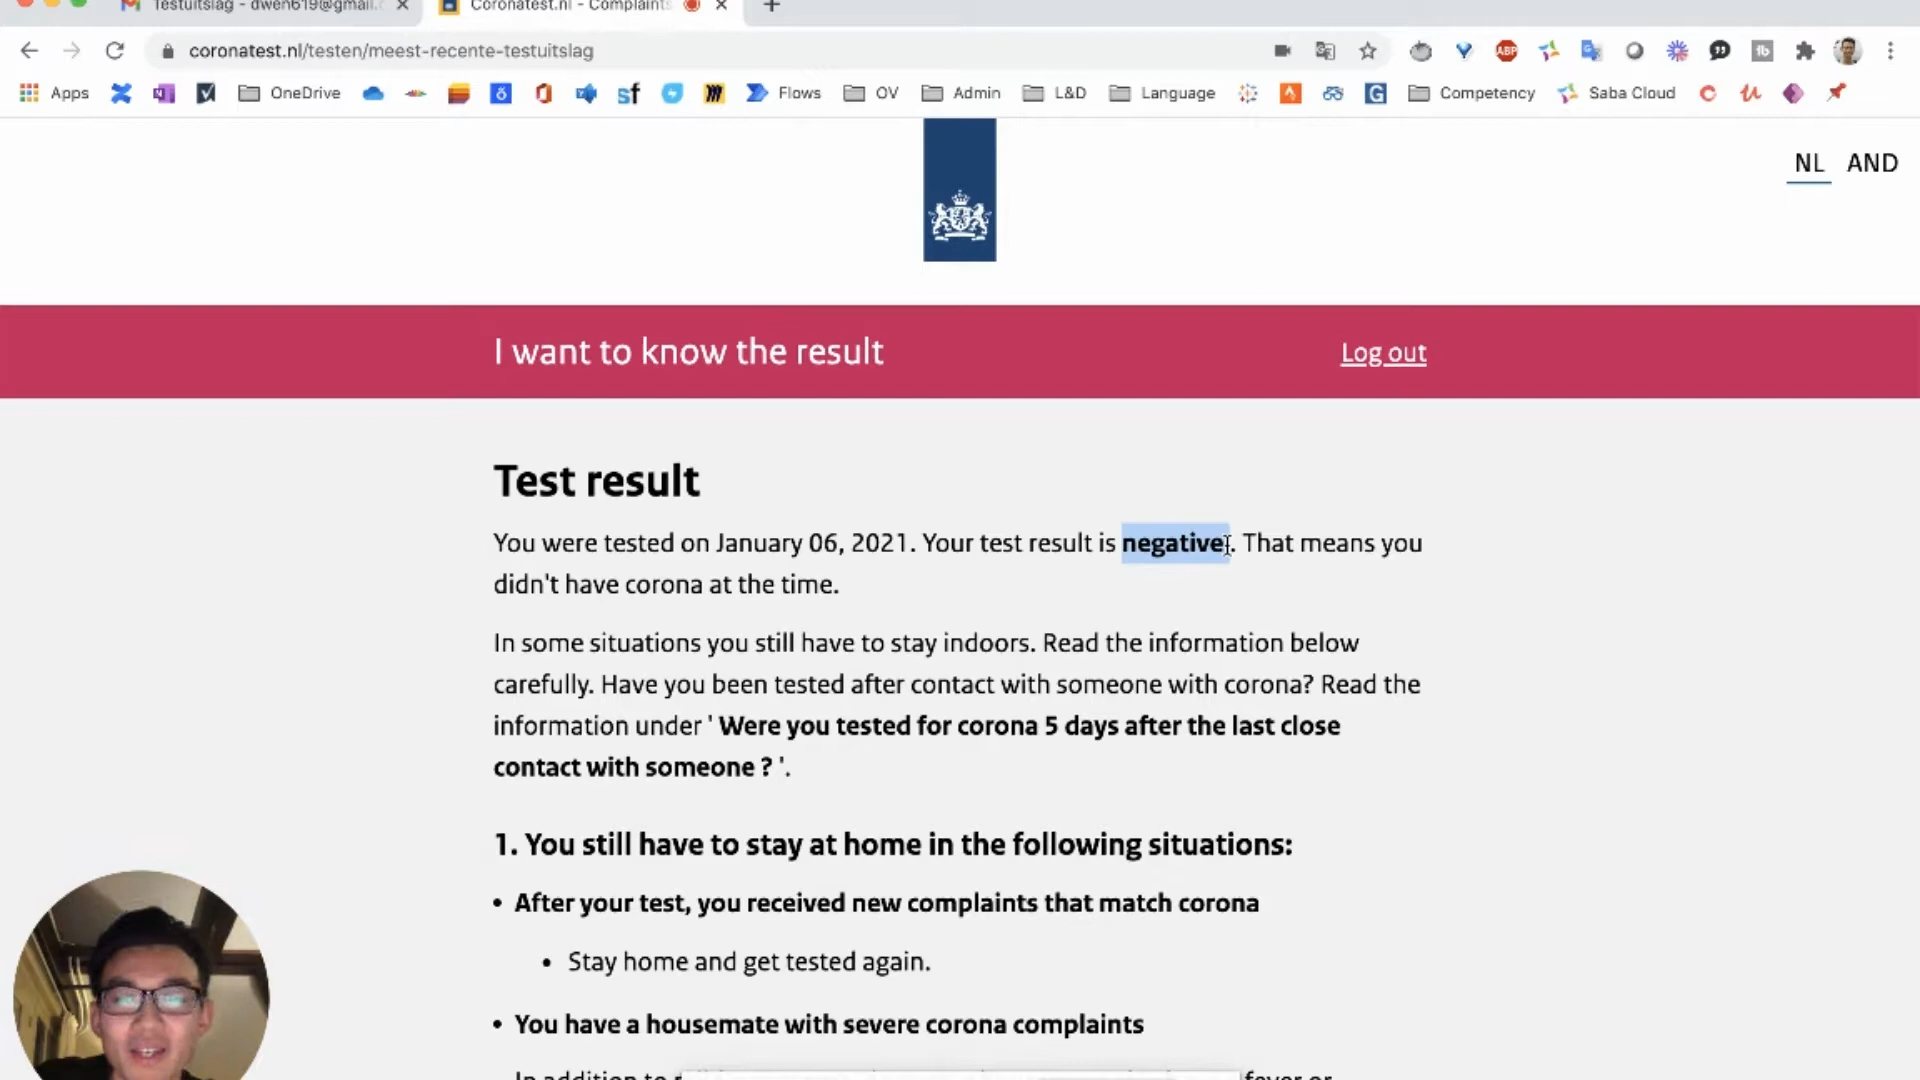 Testuitslag - dwen619@gmail.c
Coronatest.nl - Complaints
coronatest.nl/testen/meest-recente-testuitslag
ABP
Apps
OneDrive
sf
Flows
OV
Admin
L&D
Language
G
Competency
Saba Cloud
NL AND
I want to know the result
Log out
Test result
You were tested on January 06, 2021. Your test result is negative . That means you
didn't have corona at the time.
In some situations you still have to stay indoors. Read the information below
carefully. Have you been tested after contact with someone with corona? Read the
information under ' Were you tested for corona 5 days after the last close
contact with someone ? '.
1. You still have to stay at home in the following situations:
• After your test, you received new complaints that match corona
• Stay home and get tested again.
• You have a housemate with severe corona complaints
In addition to
fever or